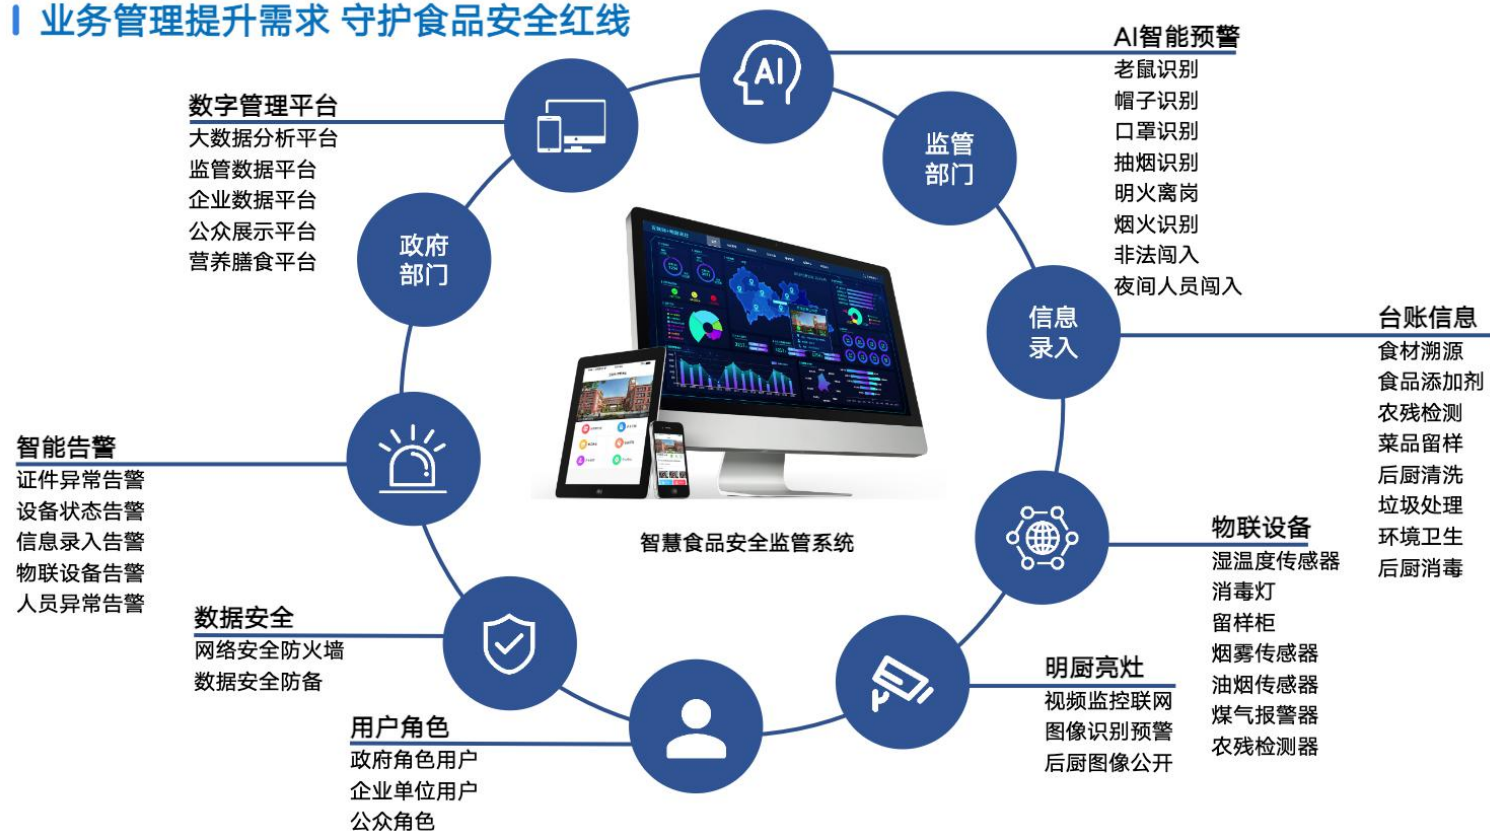 业务管理提升需求 守护食品安全红线
AI
AI智能预警
老鼠识别
帽子识别
口罩识别
抽烟识别
明火离岗
烟火识别
非法闯入
夜间人员闯入
监管
部门
信息
录入
台账信息
食材溯源
食品添加剂
农残检测
菜品留样
后厨清洗
垃圾处理
环境卫生
后厨消毒
物联设备
湿温度传感器
消毒灯
留样柜
烟雾传感器
油烟传感器
煤气报警器
农残检测器
明厨亮灶
视频监控联网
图像识别预警
后厨图像公开
用户角色
政府角色用户
企业单位用户
公众角色
数据安全
网络安全防火墙
数据安全防备
智能告警
证件异常告警
设备状态告警
信息录入告警
物联设备告警
人员异常告警
政府
部门
数字管理平台
大数据分析平台
监管数据平台
企业数据平台
公众展示平台
营养膳食平台
智慧食品安全监管系统